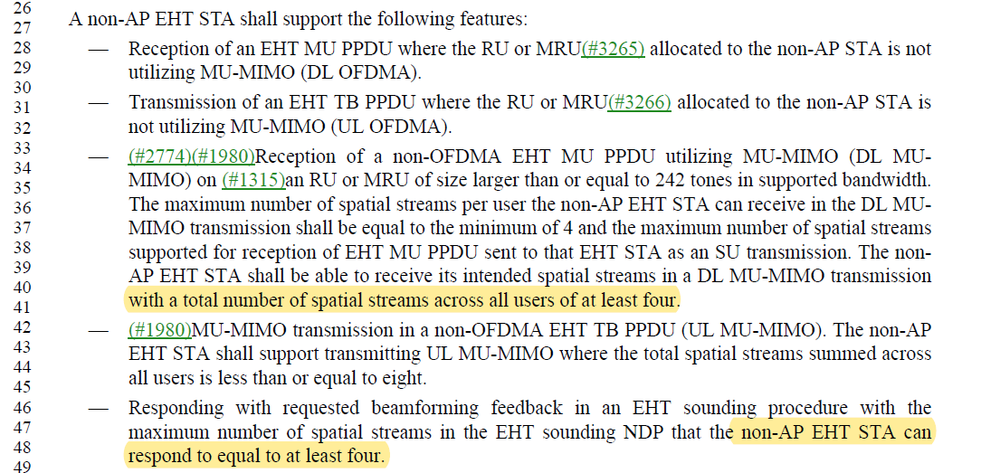 26
27 A non-AP EHT STA shall support the following features:
28 — Reception of an EHT MU PPDU where the RU or MRU(#3265) allocated to the non-AP STA is not
29 utilizing MU-MIMO (DL OFDMA).
30
31 — Transmission of an EHT TB PPDU where the RU or MRU(#3266) allocated to the non-AP STA is
32 not utilizing MU-MIMO (UL OFDMA).
33 — (#2774)(#1980)Reception of a non-OFDMA EHT MU PPDU utilizing MU-MIMO (DL MU-
34 MIMO) on (#1315)an RU or MRU of size larger than or equal to 242 tones in supported bandwidth.
35
36 The maximum number of spatial streams per user the non-AP EHT STA can receive in the DL MU-
37 MIMO transmission shall be equal to the minimum of 4 and the maximum number of spatial streams
38 supported for reception of EHT MU PPDU sent to that EHT STA as an SU transmission. The non-
39 AP EHT STA shall be able to receive its intended spatial streams in a DL MU-MIMO transmission
40
41 with a total number of spatial streams across all users of at least four.
42 — (#1980)MU-MIMO transmission in a non-OFDMA EHT TB PPDU (UL MU-MIMO). The non-AP
43 EHT STA shall support transmitting UL MU-MIMO where the total spatial streams summed across
44
45 all users is less than or equal to eight.
46 — Responding with requested beamforming feedback in an EHT sounding procedure with the
47 maximum number of spatial streams in the EHT sounding NDP that the non-AP EHT STA can
48 respond to equal to at least four.
49